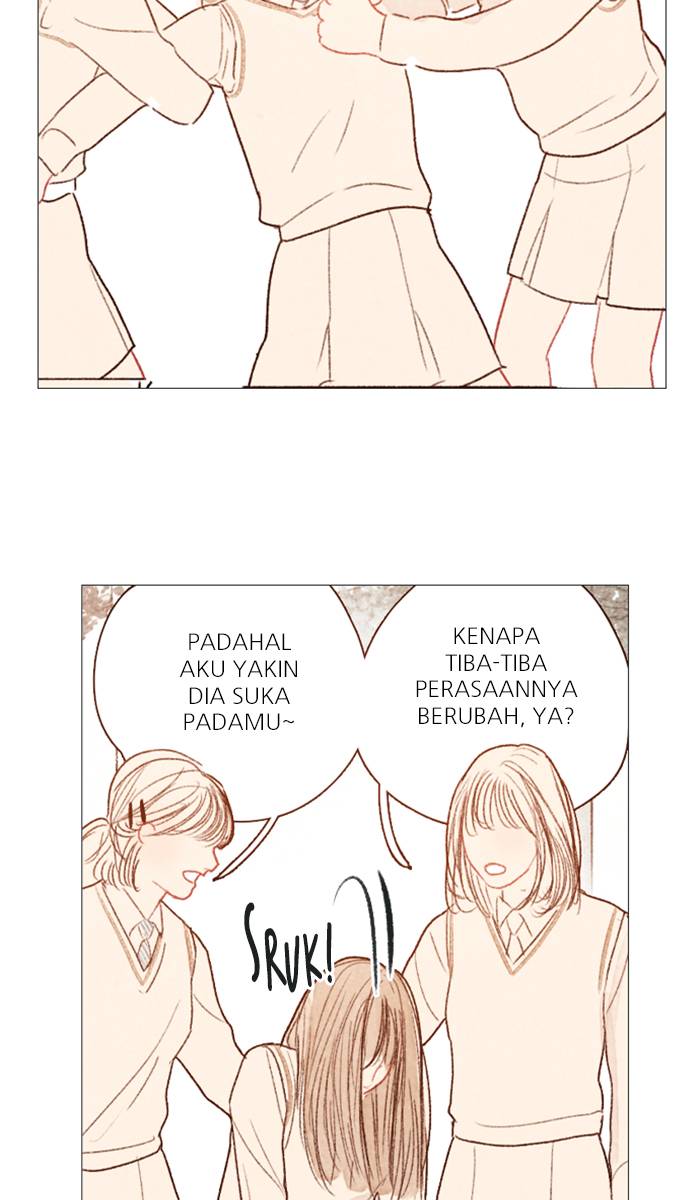 PADAHAL
AKU YAKIN
DIA SUKA
PADAMU~
KENAPA
TIBA-TIBA
PERASAANNYA
BERUBAH, YA?
SRUK!